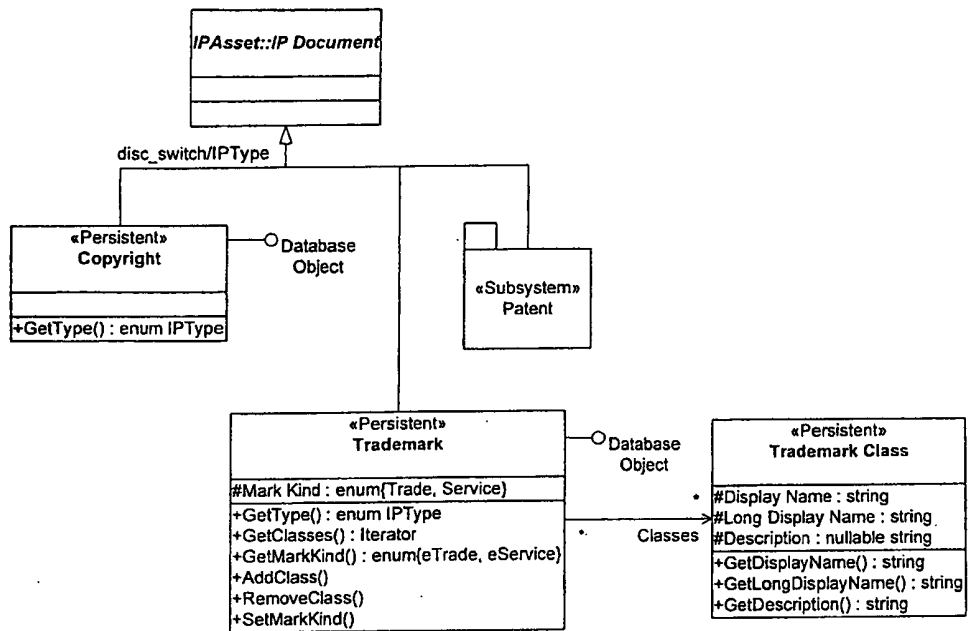 IPAsset::IP Document
disc_switch/IPType
«Persistent»
Copyright
+GetType() : enum IPType
Database
Object
«Subsystem»
Patent
«Persistent»
Trademark
#Mark Kind : enum{Trade, Service}
+GetType() : enum IPType
+GetClasses() : Iterator
+GetMarkKind() : enum{eTrade, eService}
+AddClass()
+RemoveClass()
+SetMarkKind()
Database
Object
*
*
Classes
«Persistent»
Trademark Class
#Display Name : string
#Long Display Name : string
#Description : nullable string
+GetDisplayName() : string
+GetLongDisplayName() : string
+GetDescription() : string